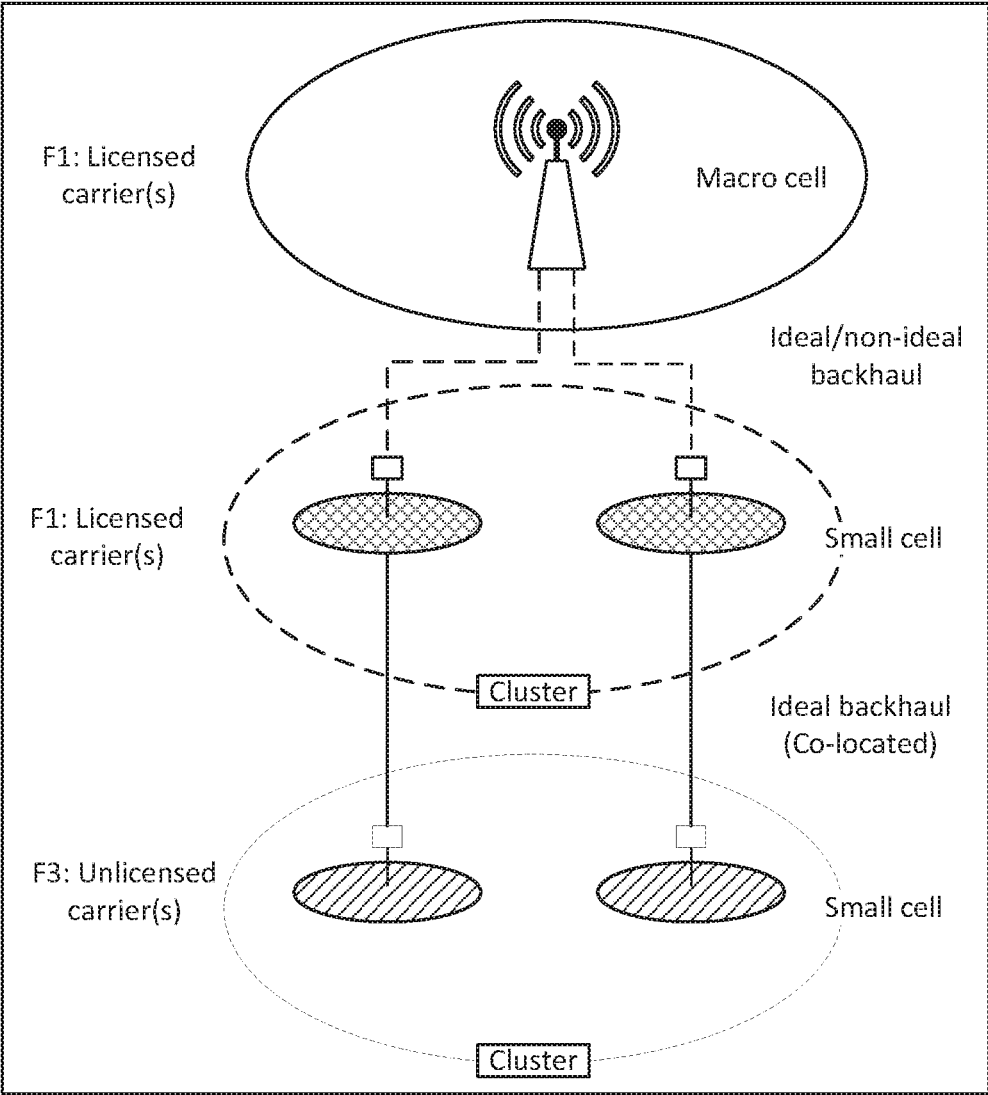 F1: Licensed
carrier(s)
Macro cell
Ideal/non-ideal
backhaul
F1: Licensed
carrier(s)
Small cell
Cluster
Ideal backhaul
(Co-located)
F3: Unlicensed
carrier(s)
Small cell
Cluster